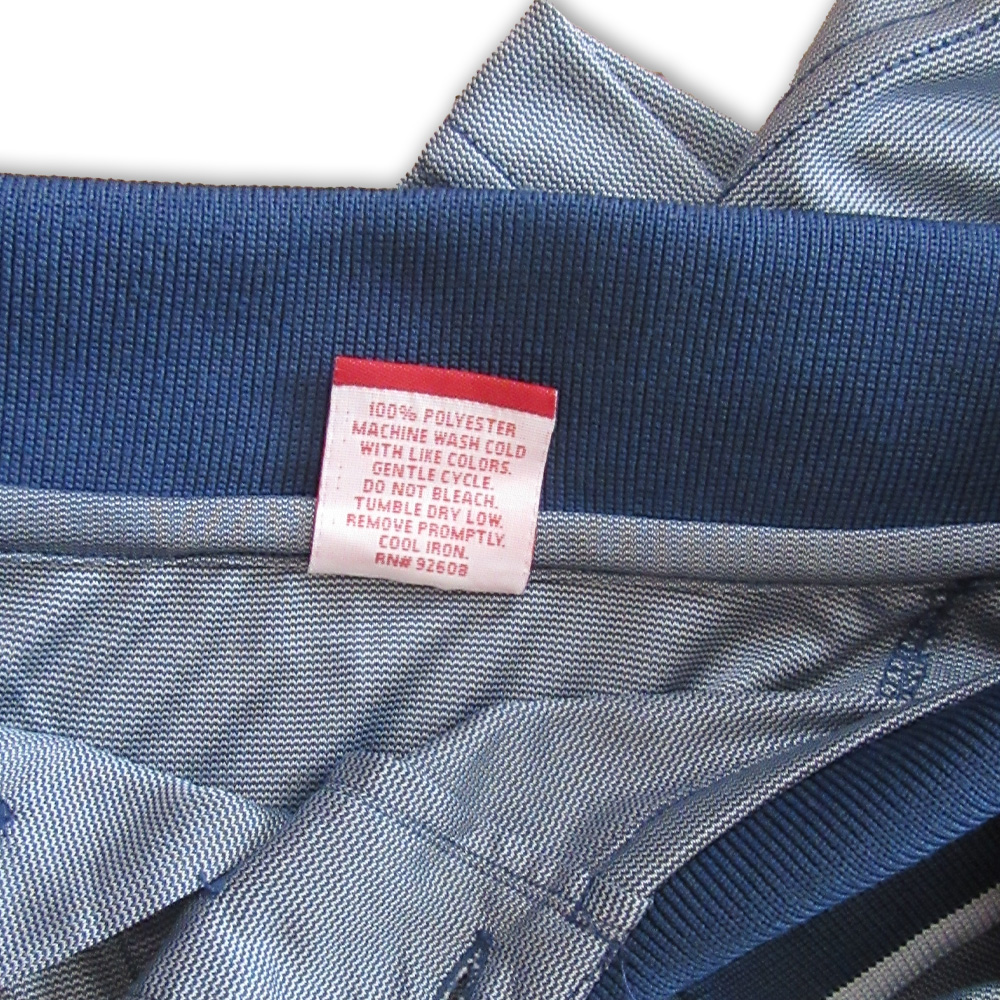 100% POLYESTER
MACHINE WASH COLD
WITH LIKE COLORS.
GENTLE CYCLE.
DO NOT BLEACH.
TUMBLE DRY LOW.
REMOVE PROMPTLY.
COOL IRON.
RN# 92608